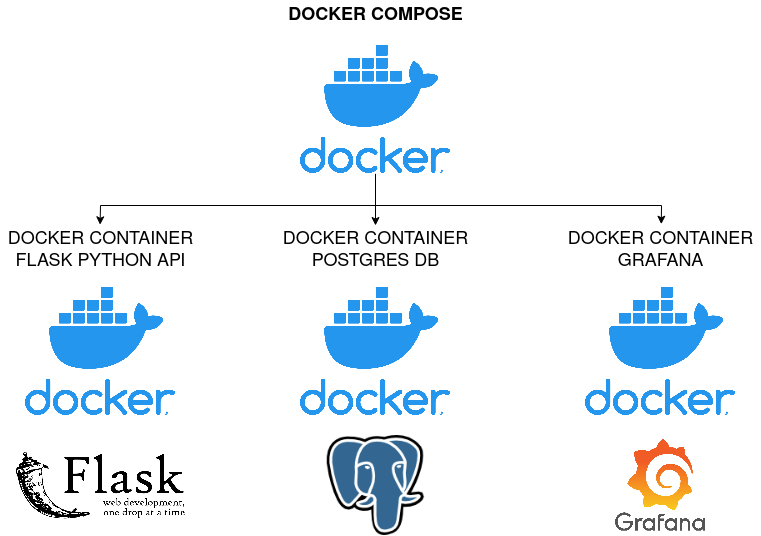 DOCKER COMPOSE
docker
DOCKER CONTAINER
FLASK PYTHON API
DOCKER CONTAINER
POSTGRES DB
DOCKER CONTAINER
GRAFANA
docker
docker
docker
Flask
web development,
one drop at a time
Grafana